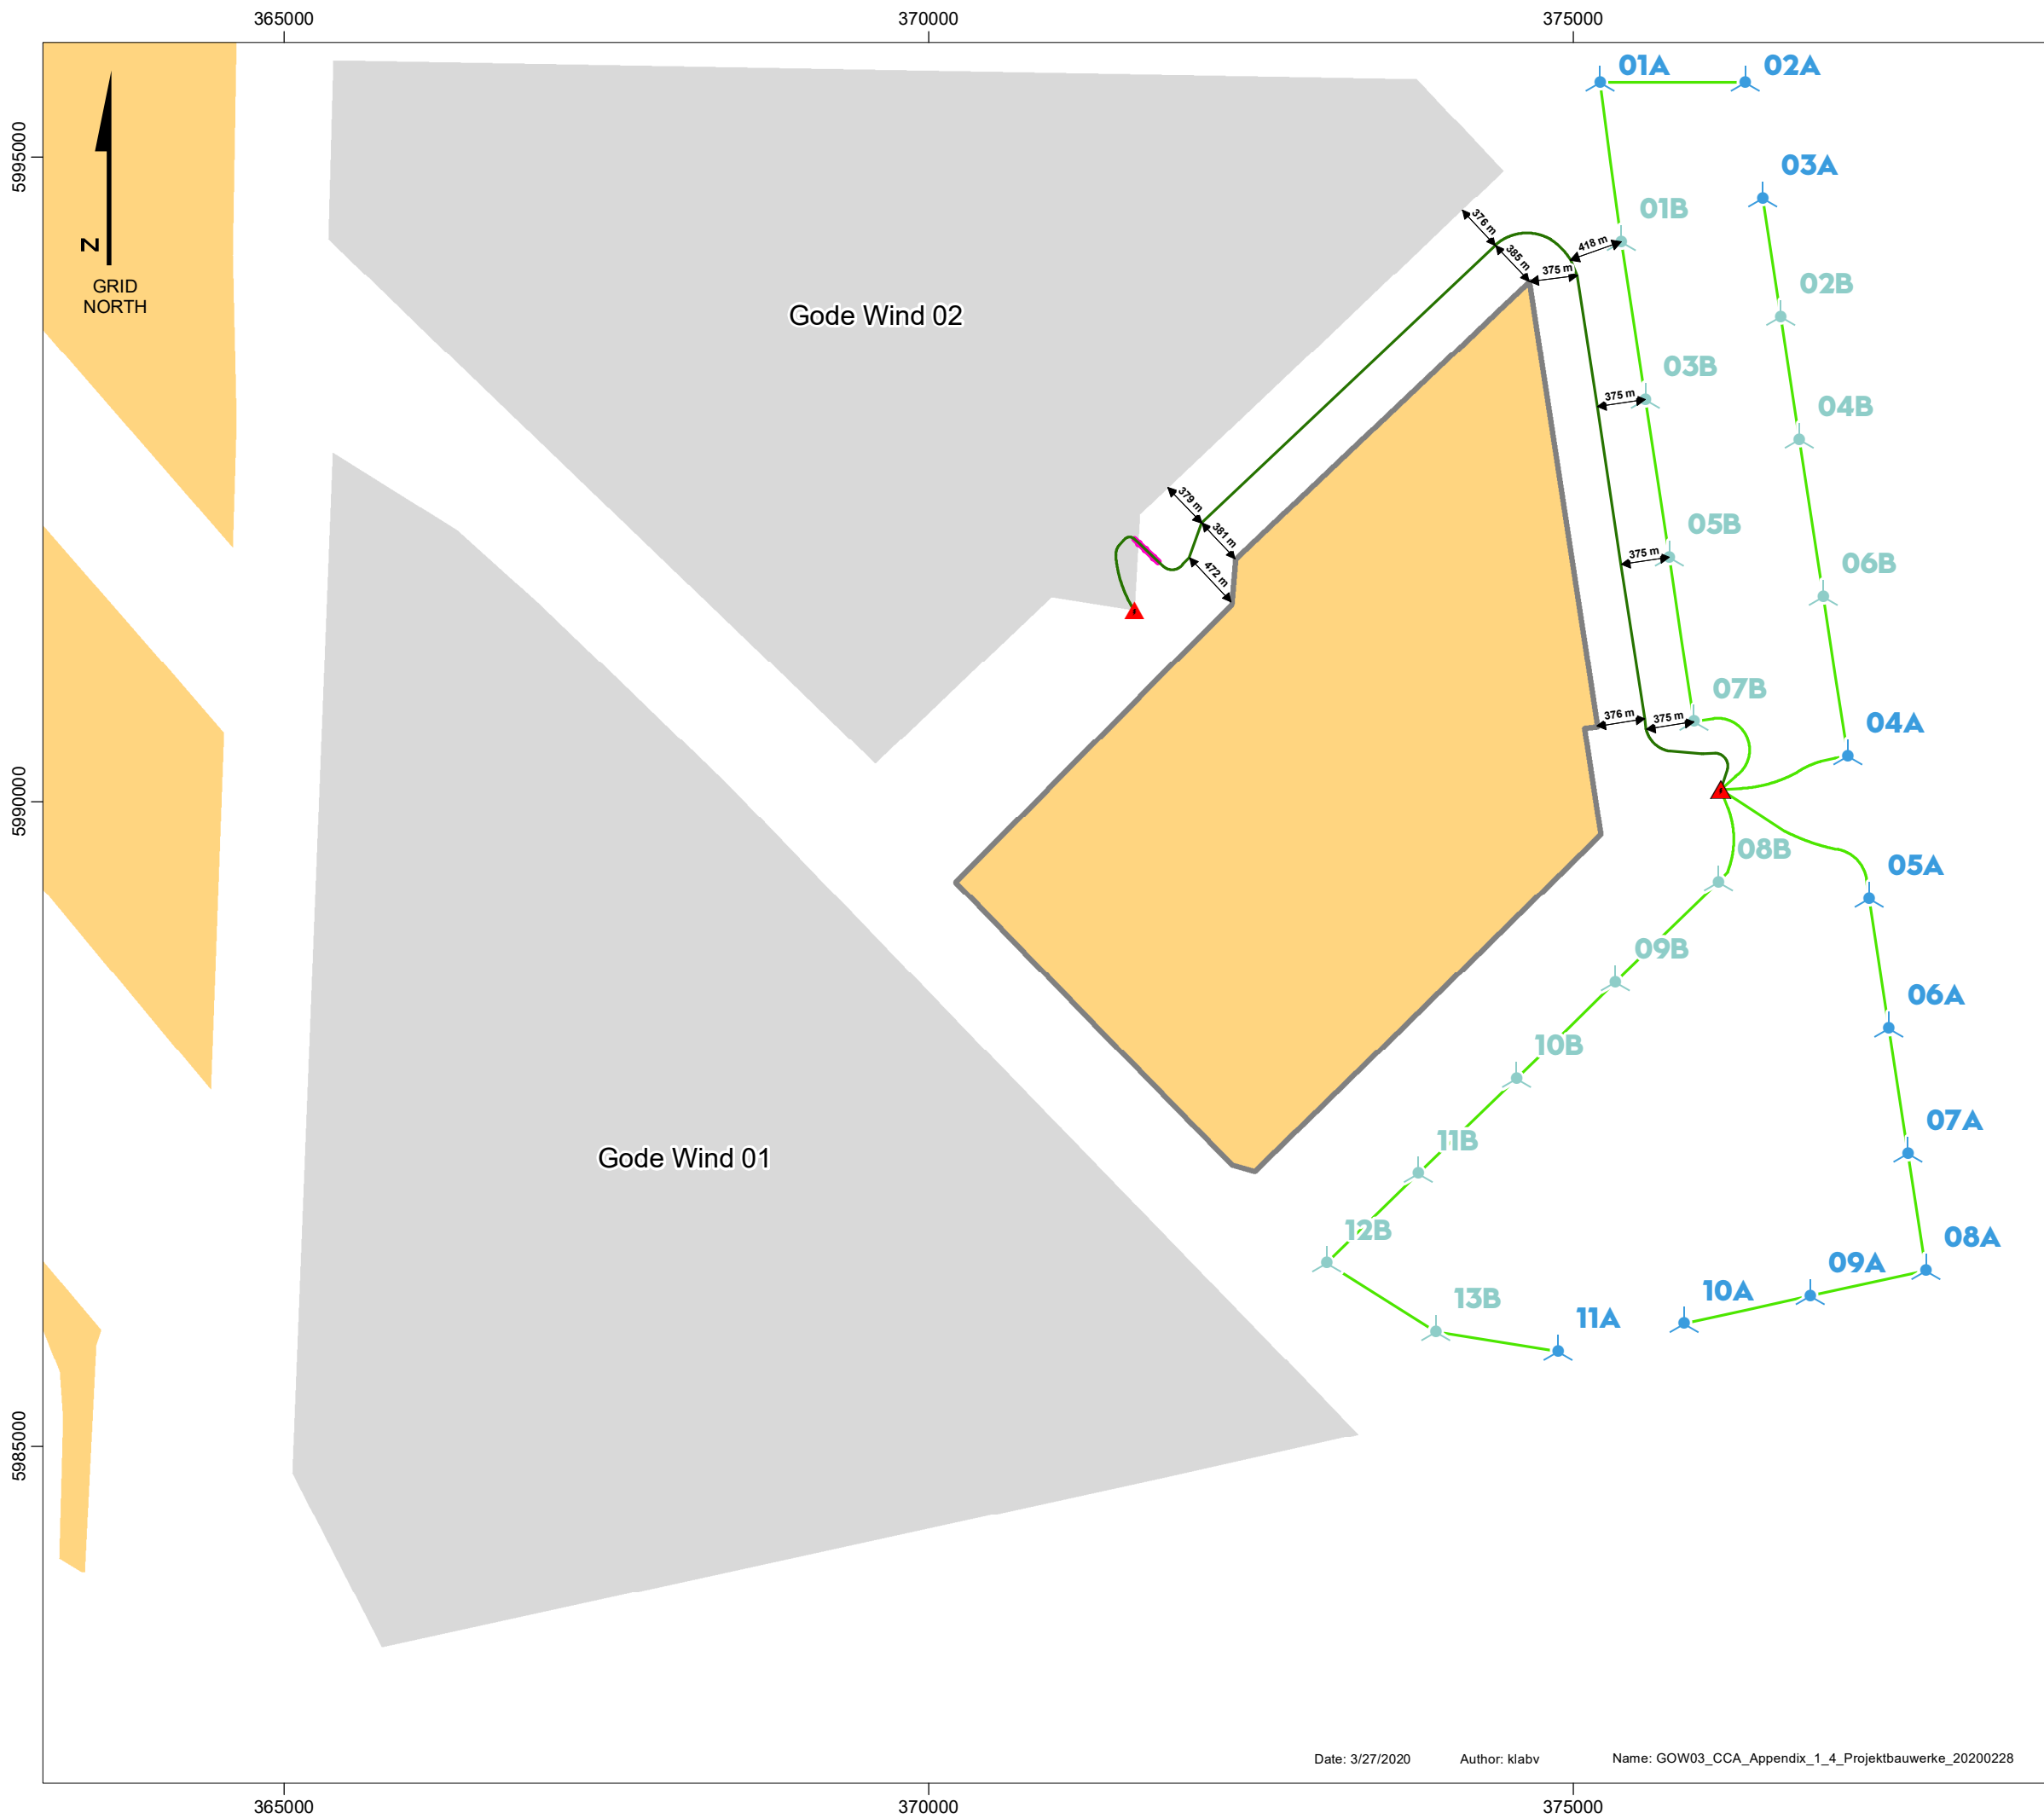 365000
370000
375000
01A
02A
5995000
03A
01B
N
376 m
418 m
385 m
375 m
02B
GRID
NORTH
Gode Wind 02
03B
375 m
04B
379 m
381 m
05B
375 m
06B
472 m
07B
376 m
375 m
04A
5990000
08B
05A
09B
06A
10B
07A
11B
Gode Wind 01
12B
08A
09A
13B
10A
11A
5985000
Date: 3/27/2020
Author: klabv
Name: GOW03_CCA_Appendix_1_4_Projektbauwerke_20200228
365000
370000
375000